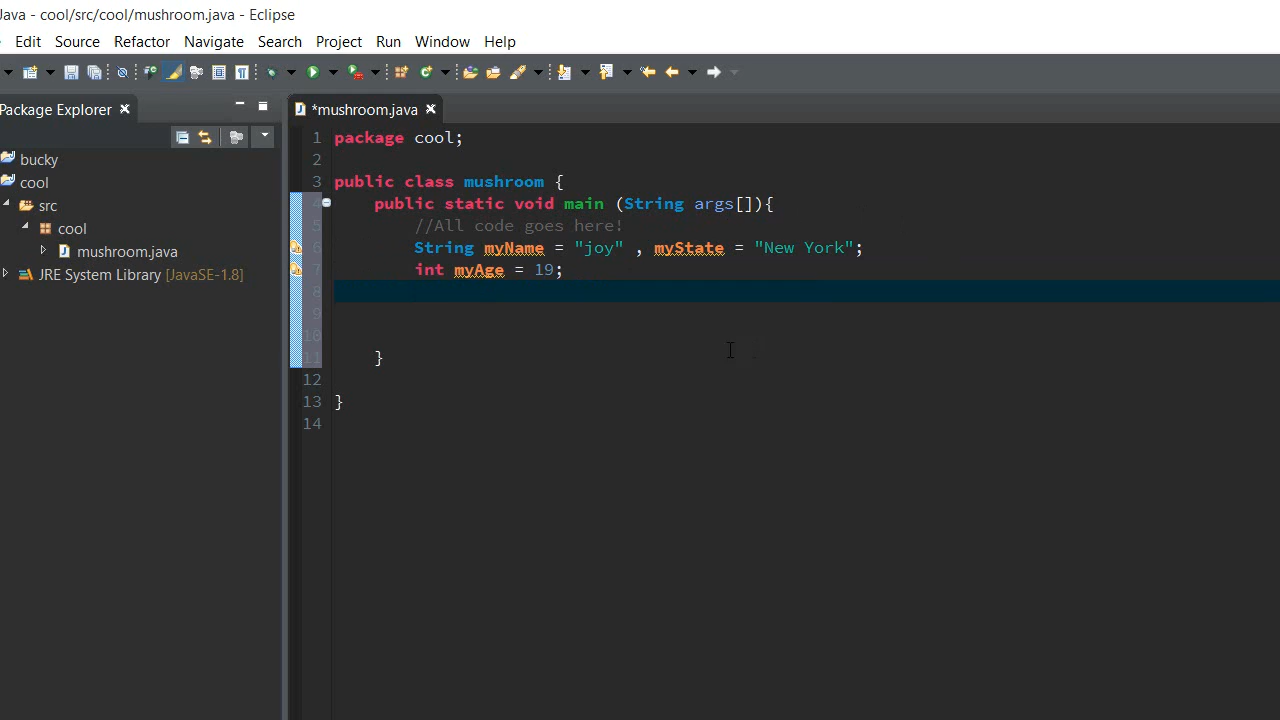 Java - cool/src/cool/mushroom.java - Eclipse
Edit Source Refactor Navigate Search Project Run Window Help
Package Explorer
bucky
cool
src
cool
mushroom.java
JRE System Library [JavaSE-1.8]
*mushroom.java
1 package cool;
2
3 public class mushroom {
4 public static void main (String args[]){
5 //All code goes here!
6 String myName = "joy" , myState = "New York";
7 int myAge = 19;
8
9
10
11 }
12
13 }
14